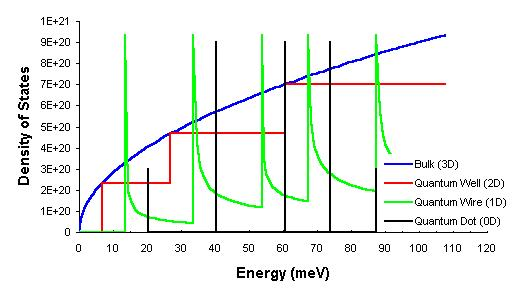 1E+21
9E+20
8E+20
7E+20
6E+20
5E+20
4E+20
3E+20
2E+20
1E+20
0
Density of States
Bulk (3D)
Quantum Well (2D)
Quantum Wire (1D)
Quantum Dot (0D)
0 10 20 30 40 50 60 70 80 90 100 110 120
Energy (meV)